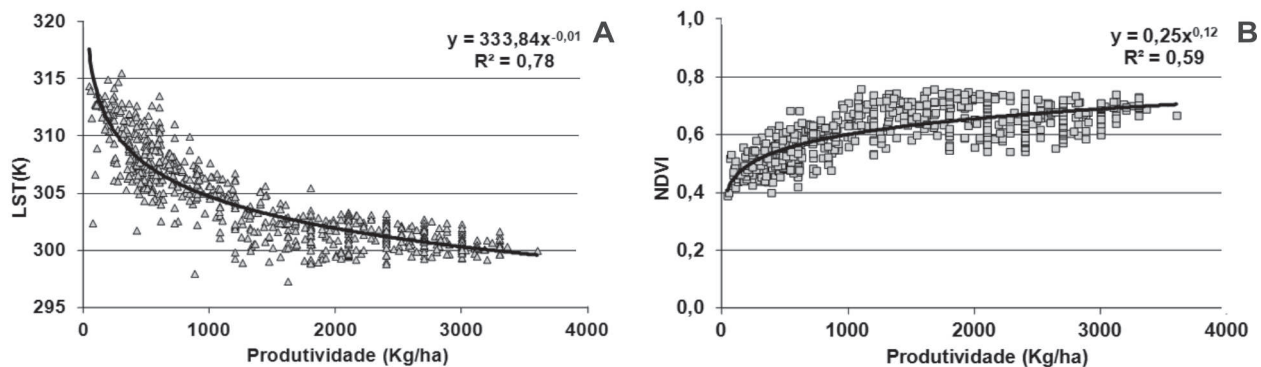 y = 333,84x^-0,01
R² = 0,78
A
320
315
310
305
300
295
LST(K)
0 1000 2000 3000 4000
Produtividade (Kg/ha)
y = 0,25x^0,12
R² = 0,59
B
1,0
0,8
0,6
0,4
0,2
0,0
NDVI
0 1000 2000 3000 4000
Produtividade (Kg/ha)